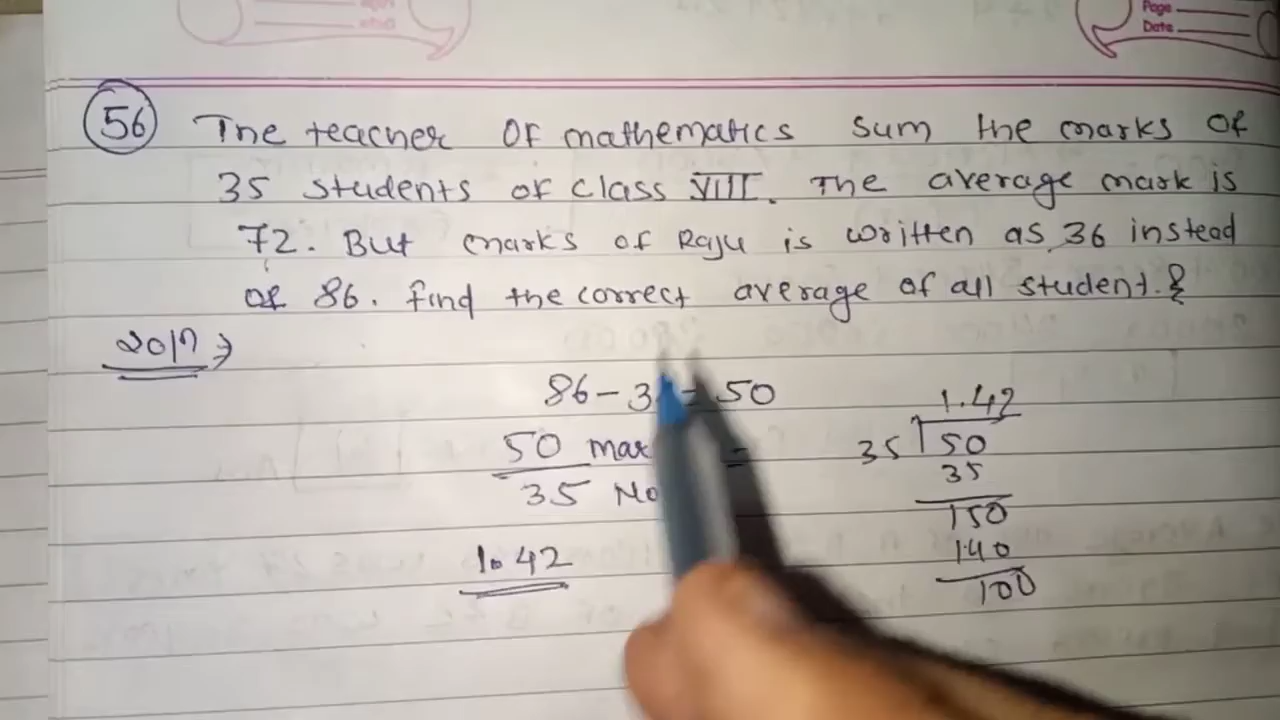 Page
Date
56 The teacher of mathematics sum the marks of
35 students of class VIII. The average mark is
72. But marks of Raju is written as 36 instead
of 86. find the correct average of all student.
2017
86 - 3 = 50
50 mar =
35 No
1.42
1.42
35 50
35
150
140
100